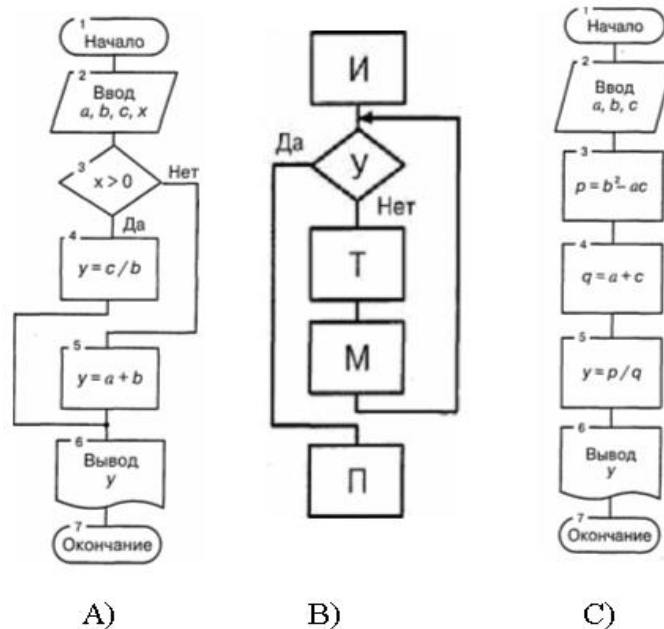 1
Начало
2
Ввод
a, b, c, x
3
x > 0
Нет
Да
4
y = c / b
5
y = a + b
6
Вывод
y
7
Окончание
A)
И
Да
У
Нет
Т
М
П
B)
1
Начало
2
Ввод
a, b, c
3
p = b² – ac
4
q = a + c
5
y = p / q
6
Вывод
y
7
Окончание
C)